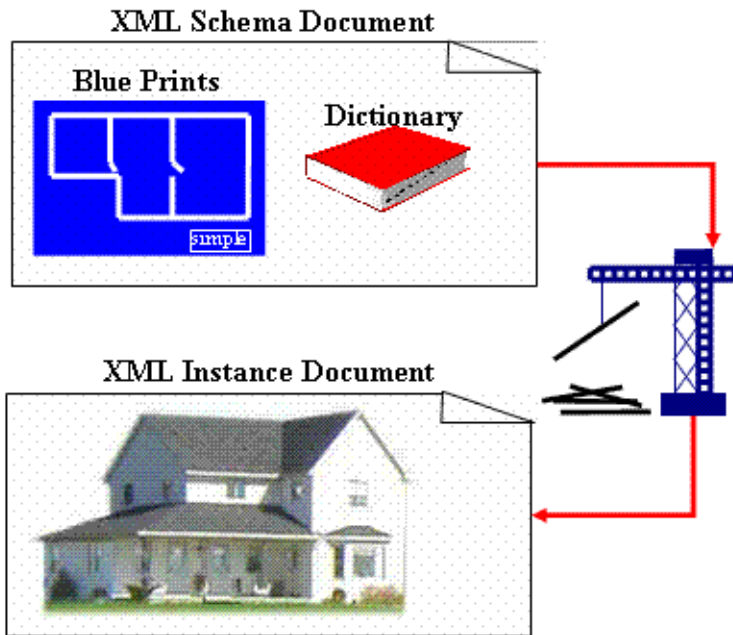 XML Schema Document
Blue Prints
Dictionary
simple
XML Instance Document